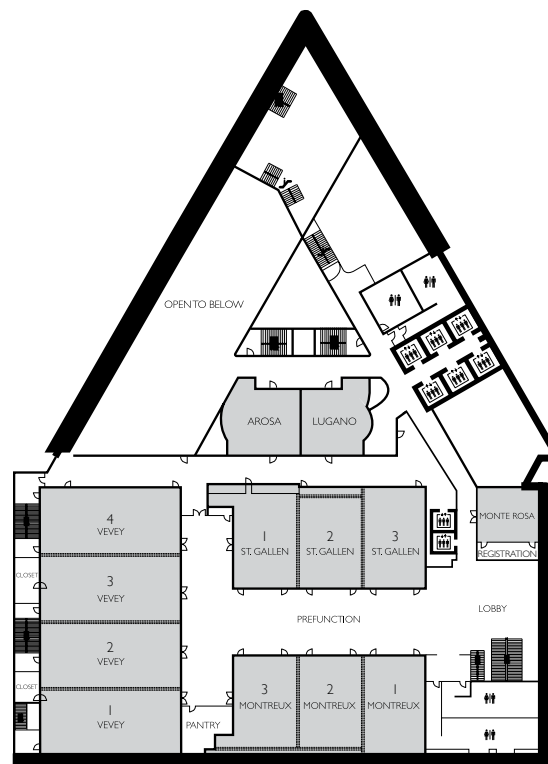 OPEN TO BELOW
AROSA
LUGANO
4
VEVEY
1
ST. GALLEN
2
ST. GALLEN
3
ST. GALLEN
MONTE ROSA
REGISTRATION
CLOSET
3
VEVEY
LOBBY
PREFUNCTION
2
VEVEY
CLOSET
1
VEVEY
PANTRY
3
MONTREUX
2
MONTREUX
1
MONTREUX